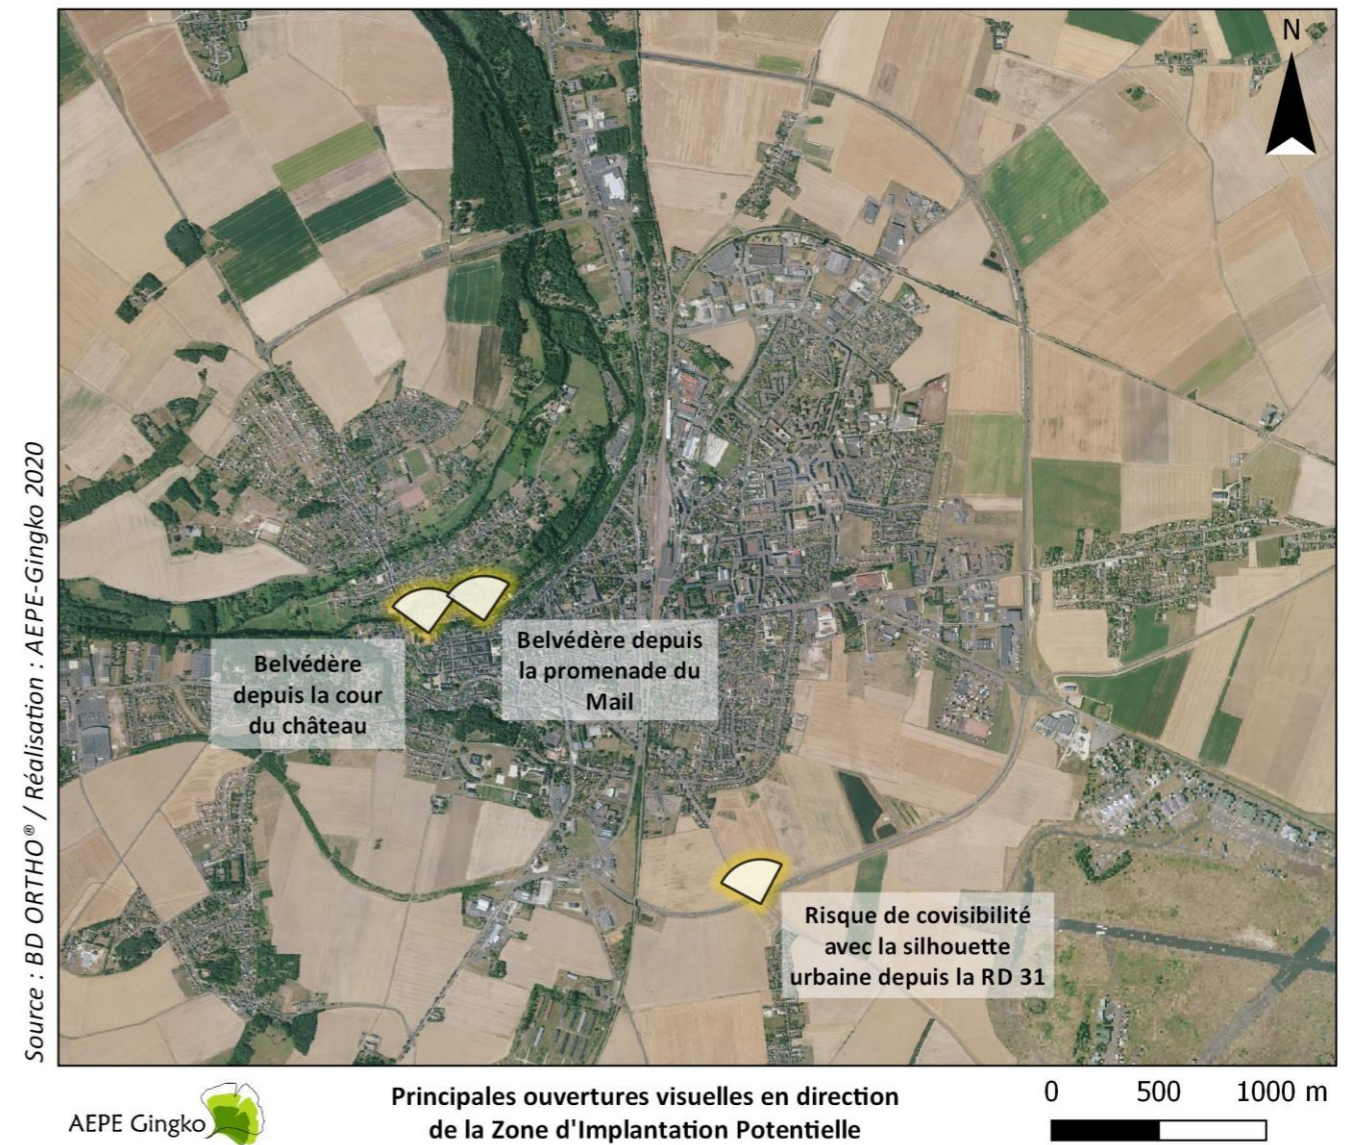 N
Source : BD ORTHO® / Réalisation : AEPE-Gingko 2020
Belvédère
depuis la cour
du château
Belvédère depuis
la promenade du
Mail
Risque de covisibilité
avec la silhouette
urbaine depuis la RD 31
AEPE Gingko
Principales ouvertures visuelles en direction
de la Zone d'Implantation Potentielle
0 500 1000 m